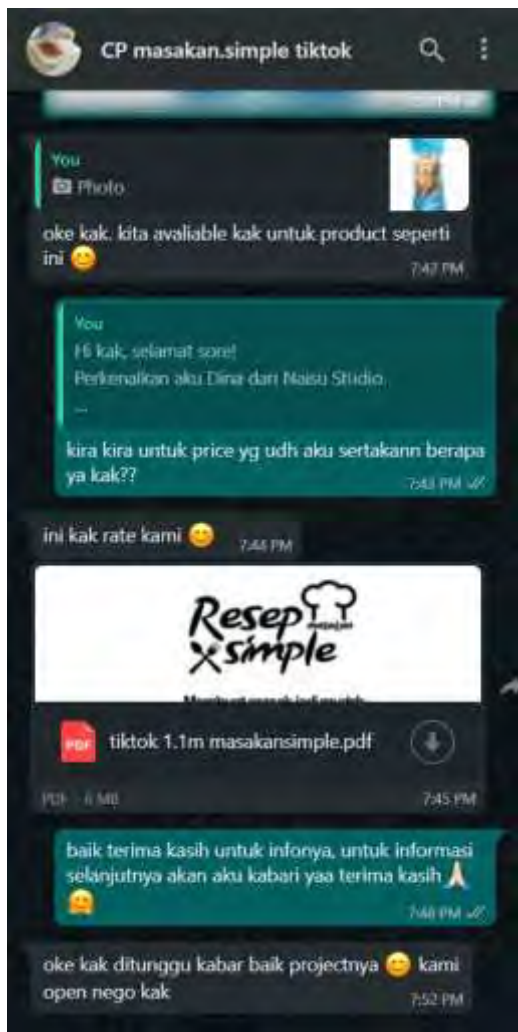 CP masakan.simple tiktok
You
Photo
oke kak. kita avaliable kak untuk product seperti
ini 😊
7:42 PM
You
Hi kak, selamat sore!
Perkenalkan aku Dina dari Naisu Studio
...
kira kira untuk price yg udh aku sertakann berapa
ya kak??
7:43 PM
ini kak rate kami 😊
7:44 PM
Resep
masakan
simple
PDF
tiktok 1.1m masakansimple.pdf
PDF
6 MB
7:45 PM
baik terima kasih untuk infonya, untuk informasi
selanjutnya akan aku kabari yaa terima kasih 🙏
🤗
7:48 PM
oke kak ditunggu kabar baik projectnya 😊 kami
open nego kak
7:52 PM